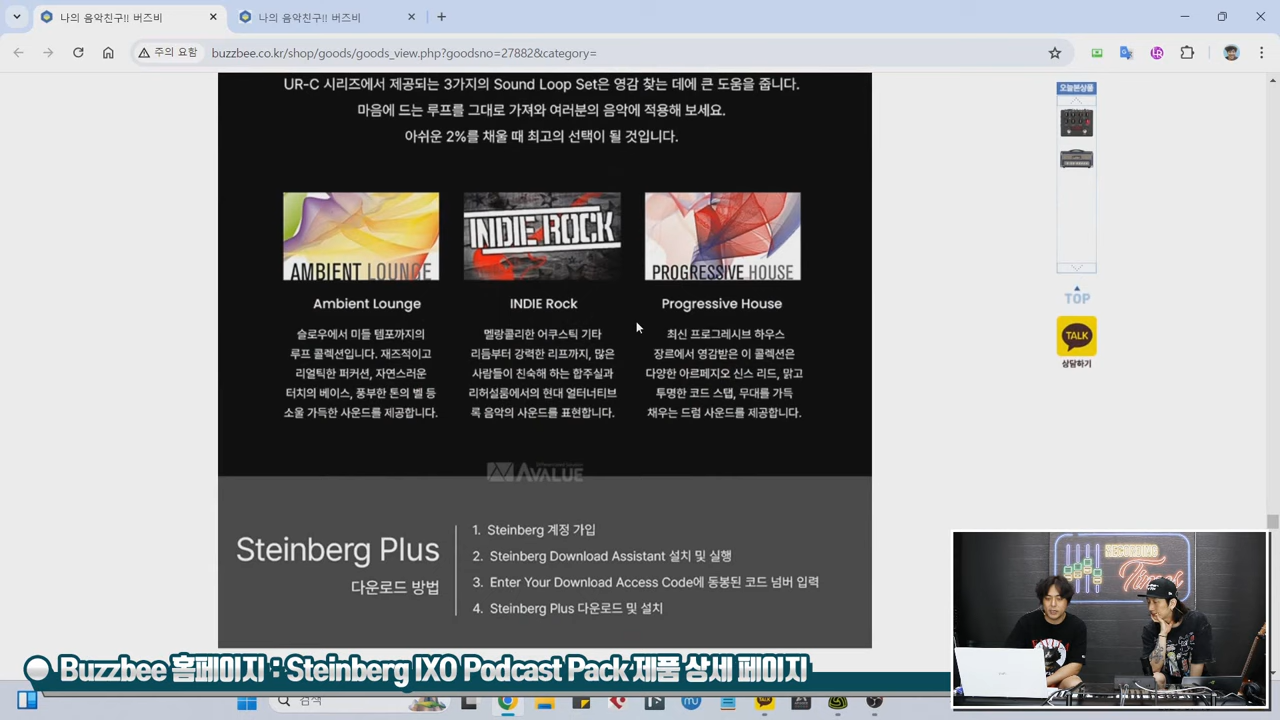 나의 음악친구!! 버즈비
나의 음악친구!! 버즈비
주의 요함
buzzbee.co.kr/shop/goods/goods_view.php?goodsno=27882&category=
UR-C 시리즈에서 제공되는 3가지의 Sound Loop Set은 영감 찾는 데에 큰 도움을 줍니다.
마음에 드는 루프를 그대로 가져와 여러분의 음악에 적용해 보세요.
아쉬운 2%를 채울 때 최고의 선택이 될 것입니다.
오늘본상품
AMBIENT LOUNGE
INDIE ROCK
PROGRESSIVE HOUSE
Ambient Lounge
INDIE Rock
Progressive House
슬로우에서 미들 템포까지의
루프 콜렉션입니다. 재즈적이고
리얼틱한 퍼커션, 자연스러운
터치의 베이스, 풍부한 톤의 벨 등
소울 가득한 사운드를 제공합니다.
멜랑콜리한 어쿠스틱 기타
리듬부터 강력한 리프까지, 많은
사람들이 친숙해 하는 합주실과
리허설룸에서의 현대 얼터너티브
록 음악의 사운드를 표현합니다.
최신 프로그레시브 하우스
장르에서 영감받은 이 콜렉션은
다양한 아르페지오 신스 리드, 맑고
투명한 코드 스탭, 무대를 가득
채우는 드럼 사운드를 제공합니다.
TOP
TALK
상담하기
AVALUE
Steinberg Plus
다운로드 방법
1. Steinberg 계정 가입
2. Steinberg Download Assistant 설치 및 실행
3. Enter Your Download Access Code에 동봉된 코드 넘버 입력
4. Steinberg Plus 다운로드 및 설치
RECORDING
Times
Buzzbee 홈페이지 : Steinberg IXO Podcast Pack 제품 상세 페이지
검색